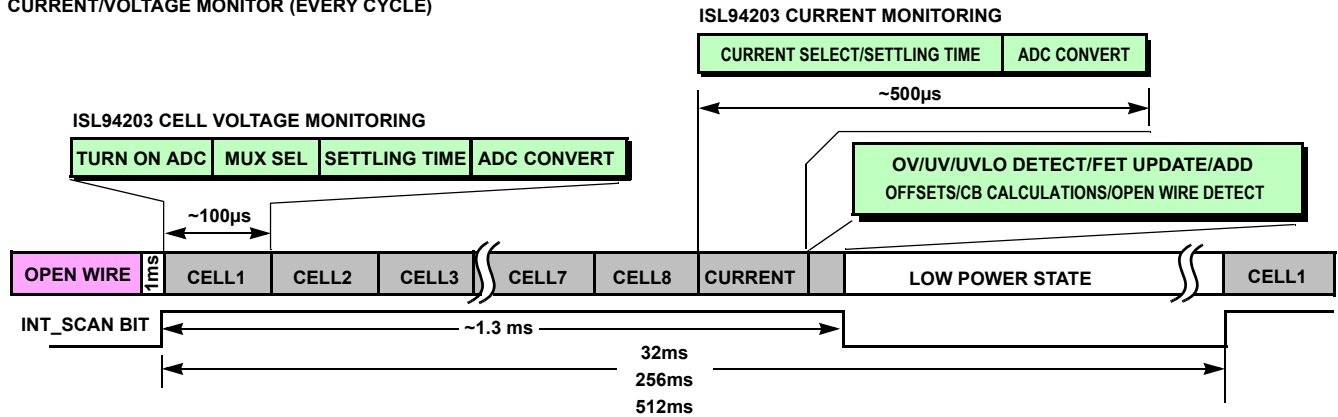 CURRENT/VOLTAGE MONITOR (EVERY CYCLE)
ISL94203 CURRENT MONITORING
CURRENT SELECT/SETTLING TIME
ADC CONVERT
~500µs
ISL94203 CELL VOLTAGE MONITORING
TURN ON ADC
MUX SEL
SETTLING TIME
ADC CONVERT
OV/UV/UVLO DETECT/FET UPDATE/ADD
OFFSETS/CB CALCULATIONS/OPEN WIRE DETECT
~100µs
OPEN WIRE
1ms
CELL1
CELL2
CELL3
CELL7
CELL8
CURRENT
LOW POWER STATE
CELL1
INT_SCAN BIT
~1.3 ms
32ms
256ms
512ms